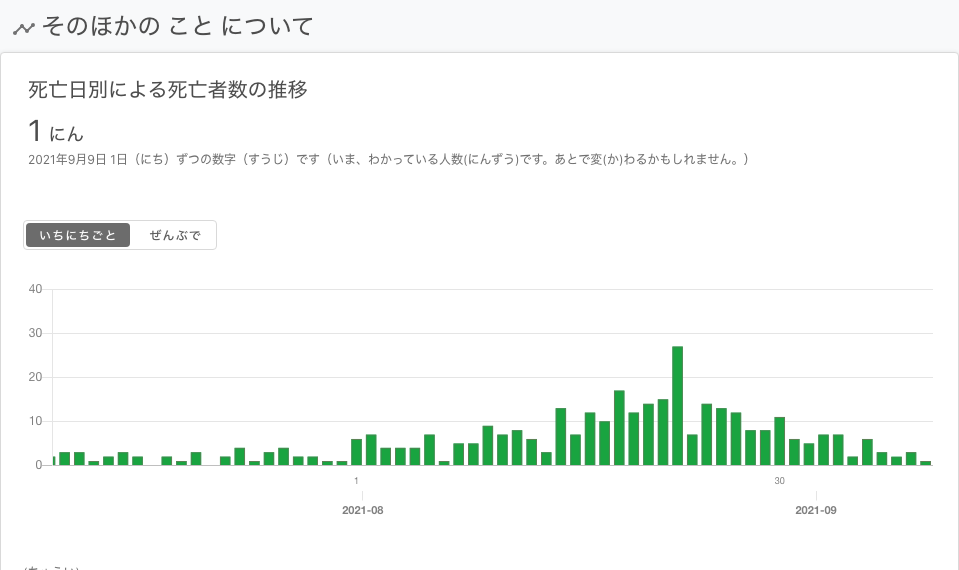 そのほかの こと について
死亡日別による死亡者数の推移
1 にん
2021年9月9日 1日（にち）ずつの数字（すうじ）です（いま、わかっている人数(にんずう)です。あとで変(か)わるかもしれません。）
いちにちごと ぜんぶで
40
30
20
10
0
1 30
2021-08 2021-09